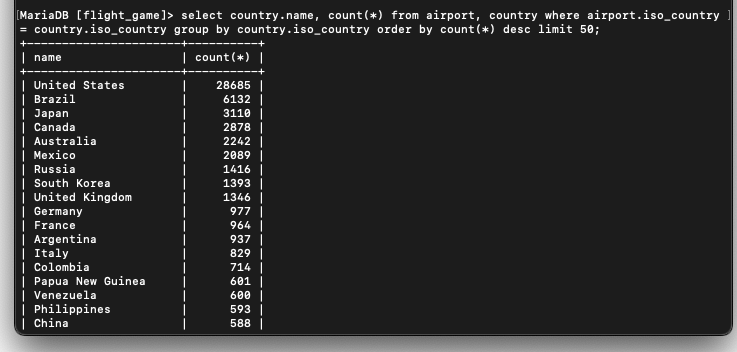 MariaDB [flight_game]> select country.name, count(*) from airport, country where airport.iso_country
= country.iso_country group by country.iso_country order by count(*) desc limit 50;
+----------------------+----------+
| name | count(*) |
+----------------------+----------+
| United States | 28685 |
| Brazil | 6132 |
| Japan | 3110 |
| Canada | 2878 |
| Australia | 2242 |
| Mexico | 2089 |
| Russia | 1416 |
| South Korea | 1393 |
| United Kingdom | 1346 |
| Germany | 977 |
| France | 964 |
| Argentina | 937 |
| Italy | 829 |
| Colombia | 714 |
| Papua New Guinea | 601 |
| Venezuela | 600 |
| Philippines | 593 |
| China | 588 |